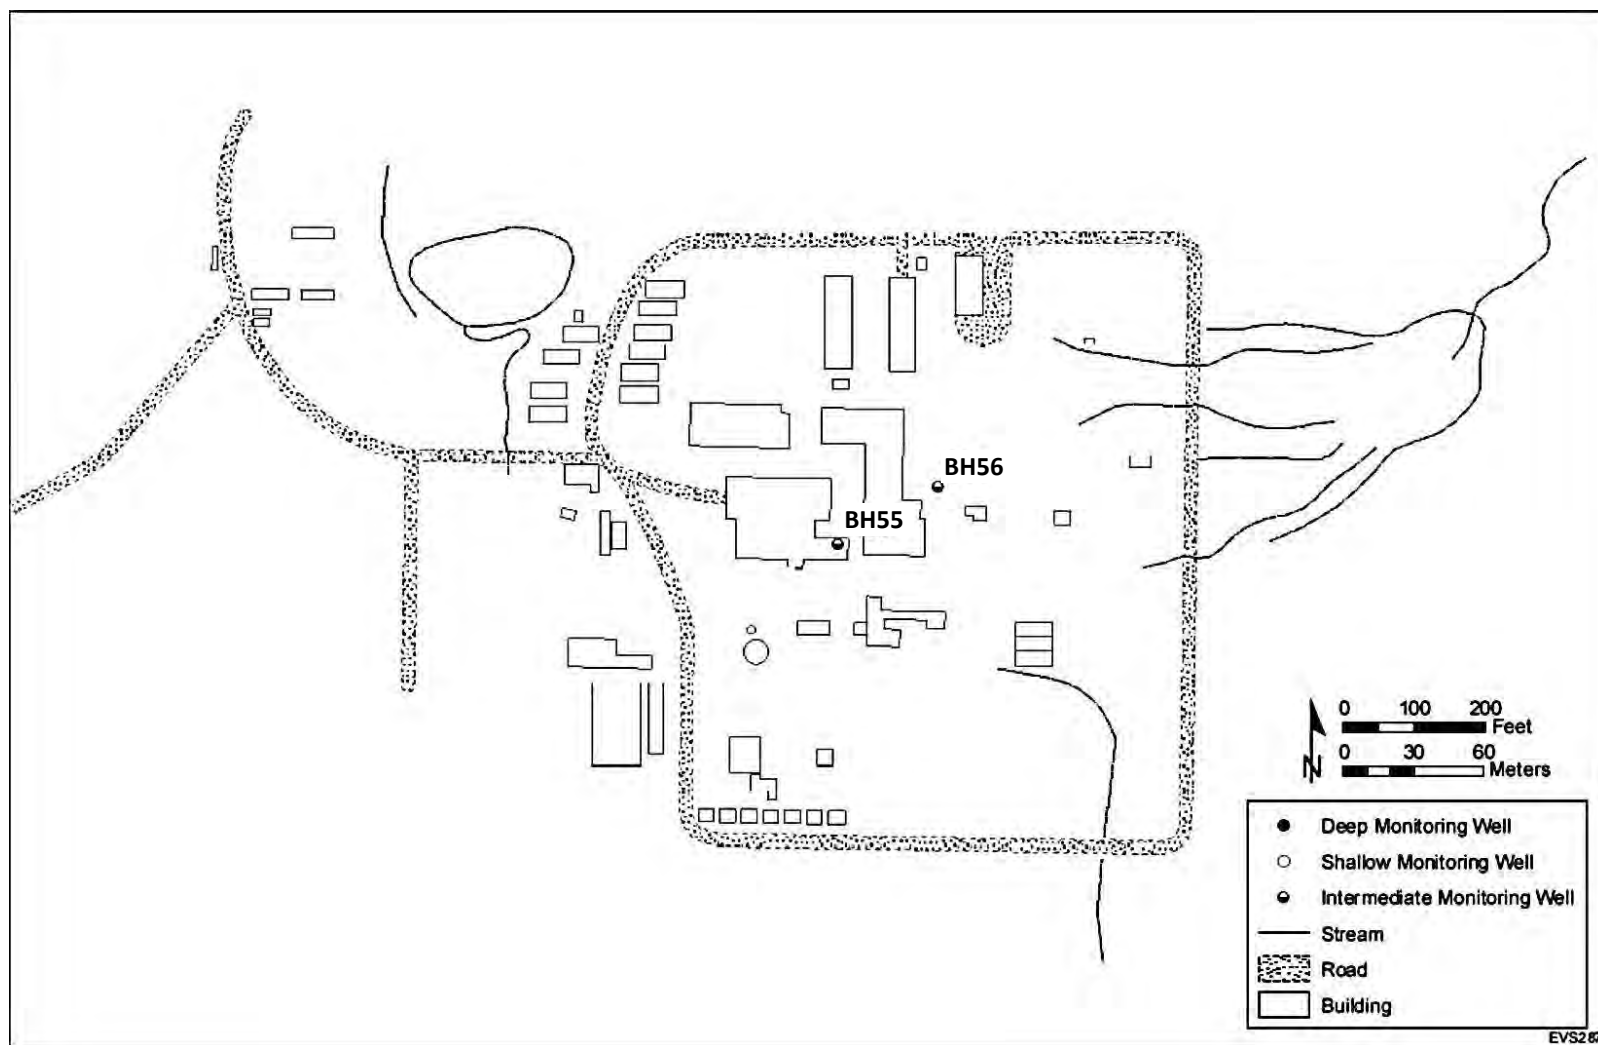 BH56
BH55
0 100 200
Feet
0 30 60
Meters
N
Deep Monitoring Well
Shallow Monitoring Well
Intermediate Monitoring Well
Stream
Road
Building